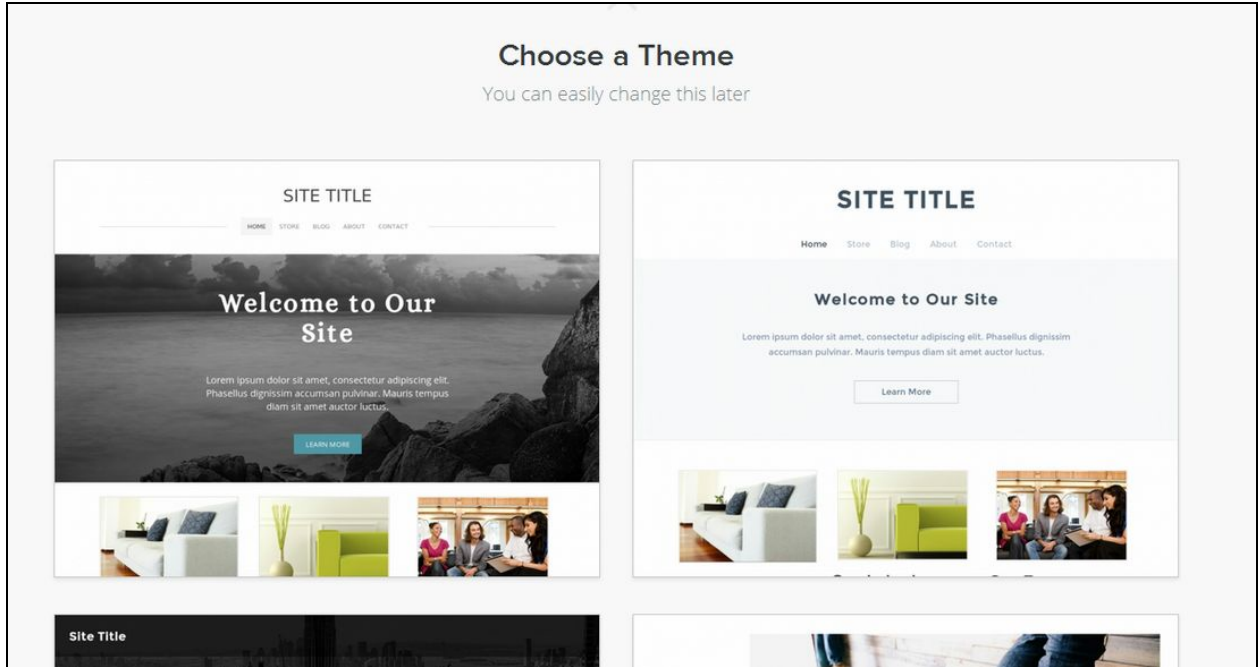 Choose a Theme
You can easily change this later
SITE TITLE
HOME STORE BLOG ABOUT CONTACT
Welcome to Our
Site
Lorem ipsum dolor sit amet, consectetur adipiscing elit.
Phasellus dignissim accumsan pulvinar. Mauris tempus
diam sit amet auctor luctus.
LEARN MORE
SITE TITLE
Home Store Blog About Contact
Welcome to Our Site
Lorem ipsum dolor sit amet, consectetur adipiscing elit. Phasellus dignissim
accumsan pulvinar. Mauris tempus diam sit amet auctor luctus.
Learn More
Site Title